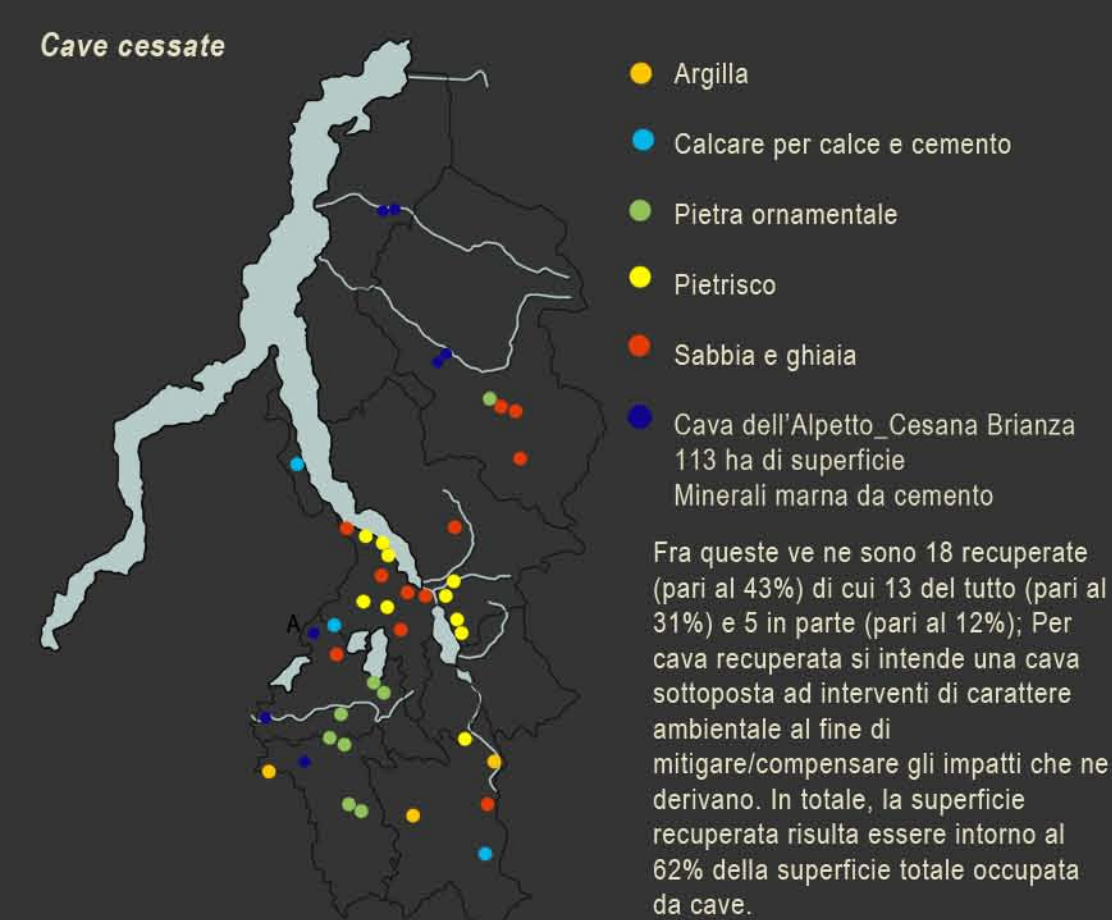 Cave cessate
Argilla
Calcare per calce e cemento
Pietra ornamentale
Pietrisco
Sabbia e ghiaia
Cava dell'Alpetto_Cesana Brianza
113 ha di superficie
Minerali marna da cemento
A
Fra queste ve ne sono 18 recuperate
(pari al 43%) di cui 13 del tutto (pari al
31%) e 5 in parte (pari al 12%); Per
cava recuperata si intende una cava
sottoposta ad interventi di carattere
ambientale al fine di
mitigare/compensare gli impatti che ne
derivano. In totale, la superficie
recuperata risulta essere intorno al
62% della superficie totale occupata
da cave.